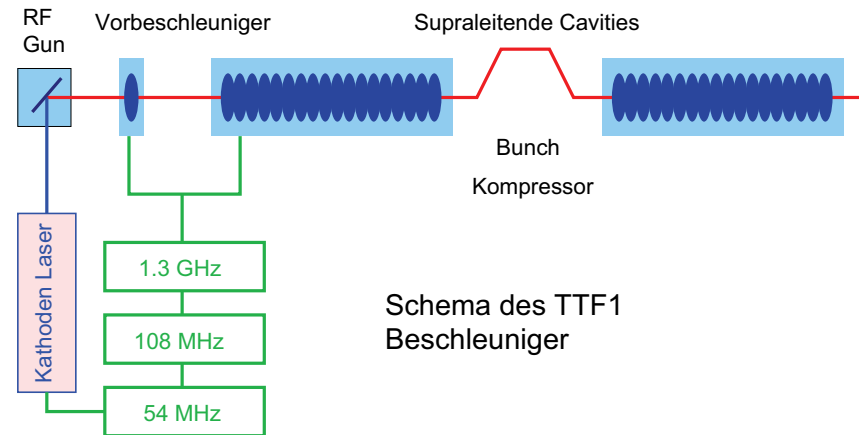 RF
Gun
Vorbeschleuniger
Supraleitende Cavities
Bunch
Kompressor
Kathoden Laser
1.3 GHz
108 MHz
54 MHz
Schema des TTF1
Beschleuniger